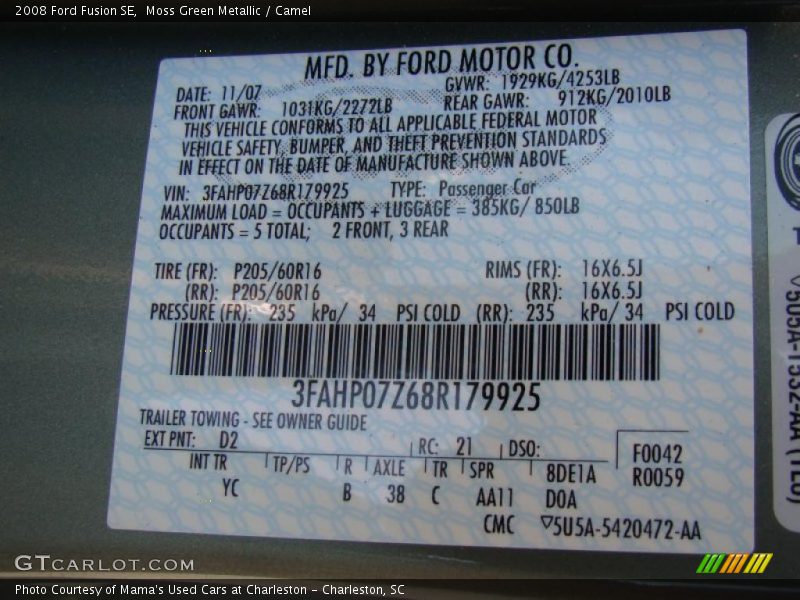 2008 Ford Fusion SE,  Moss Green Metallic / Camel
MFD. BY FORD MOTOR CO.
DATE: 11/07 GVWR: 1929KG/4253LB
FRONT GAWR: 1031KG/2272LB REAR GAWR: 912KG/2010LB
THIS VEHICLE CONFORMS TO ALL APPLICABLE FEDERAL MOTOR
VEHICLE SAFETY, BUMPER, AND THEFT PREVENTION STANDARDS
IN EFFECT ON THE DATE OF MANUFACTURE SHOWN ABOVE.
VIN: 3FAHP07Z68R179925 TYPE: Passenger Car
MAXIMUM LOAD = OCCUPANTS + LUGGAGE = 385KG/ 850LB
OCCUPANTS = 5 TOTAL; 2 FRONT, 3 REAR
TIRE (FR): P205/60R16 RIMS (FR): 16X6.5J
(RR): P205/60R16 (RR): 16X6.5J
PRESSURE (FR): 235 kPa/ 34 PSI COLD (RR): 235 kPa/ 34 PSI COLD
3FAHP07Z68R179925
TRAILER TOWING - SEE OWNER GUIDE
EXT PNT: D2 RC: 21 DSO: F0042
INT TR TP/PS R AXLE TR SPR 8DE1A R0059
YC B 38 C AA11 D0A
CMC ▽5U5A-5420472-AA
GTCARLOT.COM
Photo Courtesy of Mama's Used Cars at Charleston – Charleston, SC